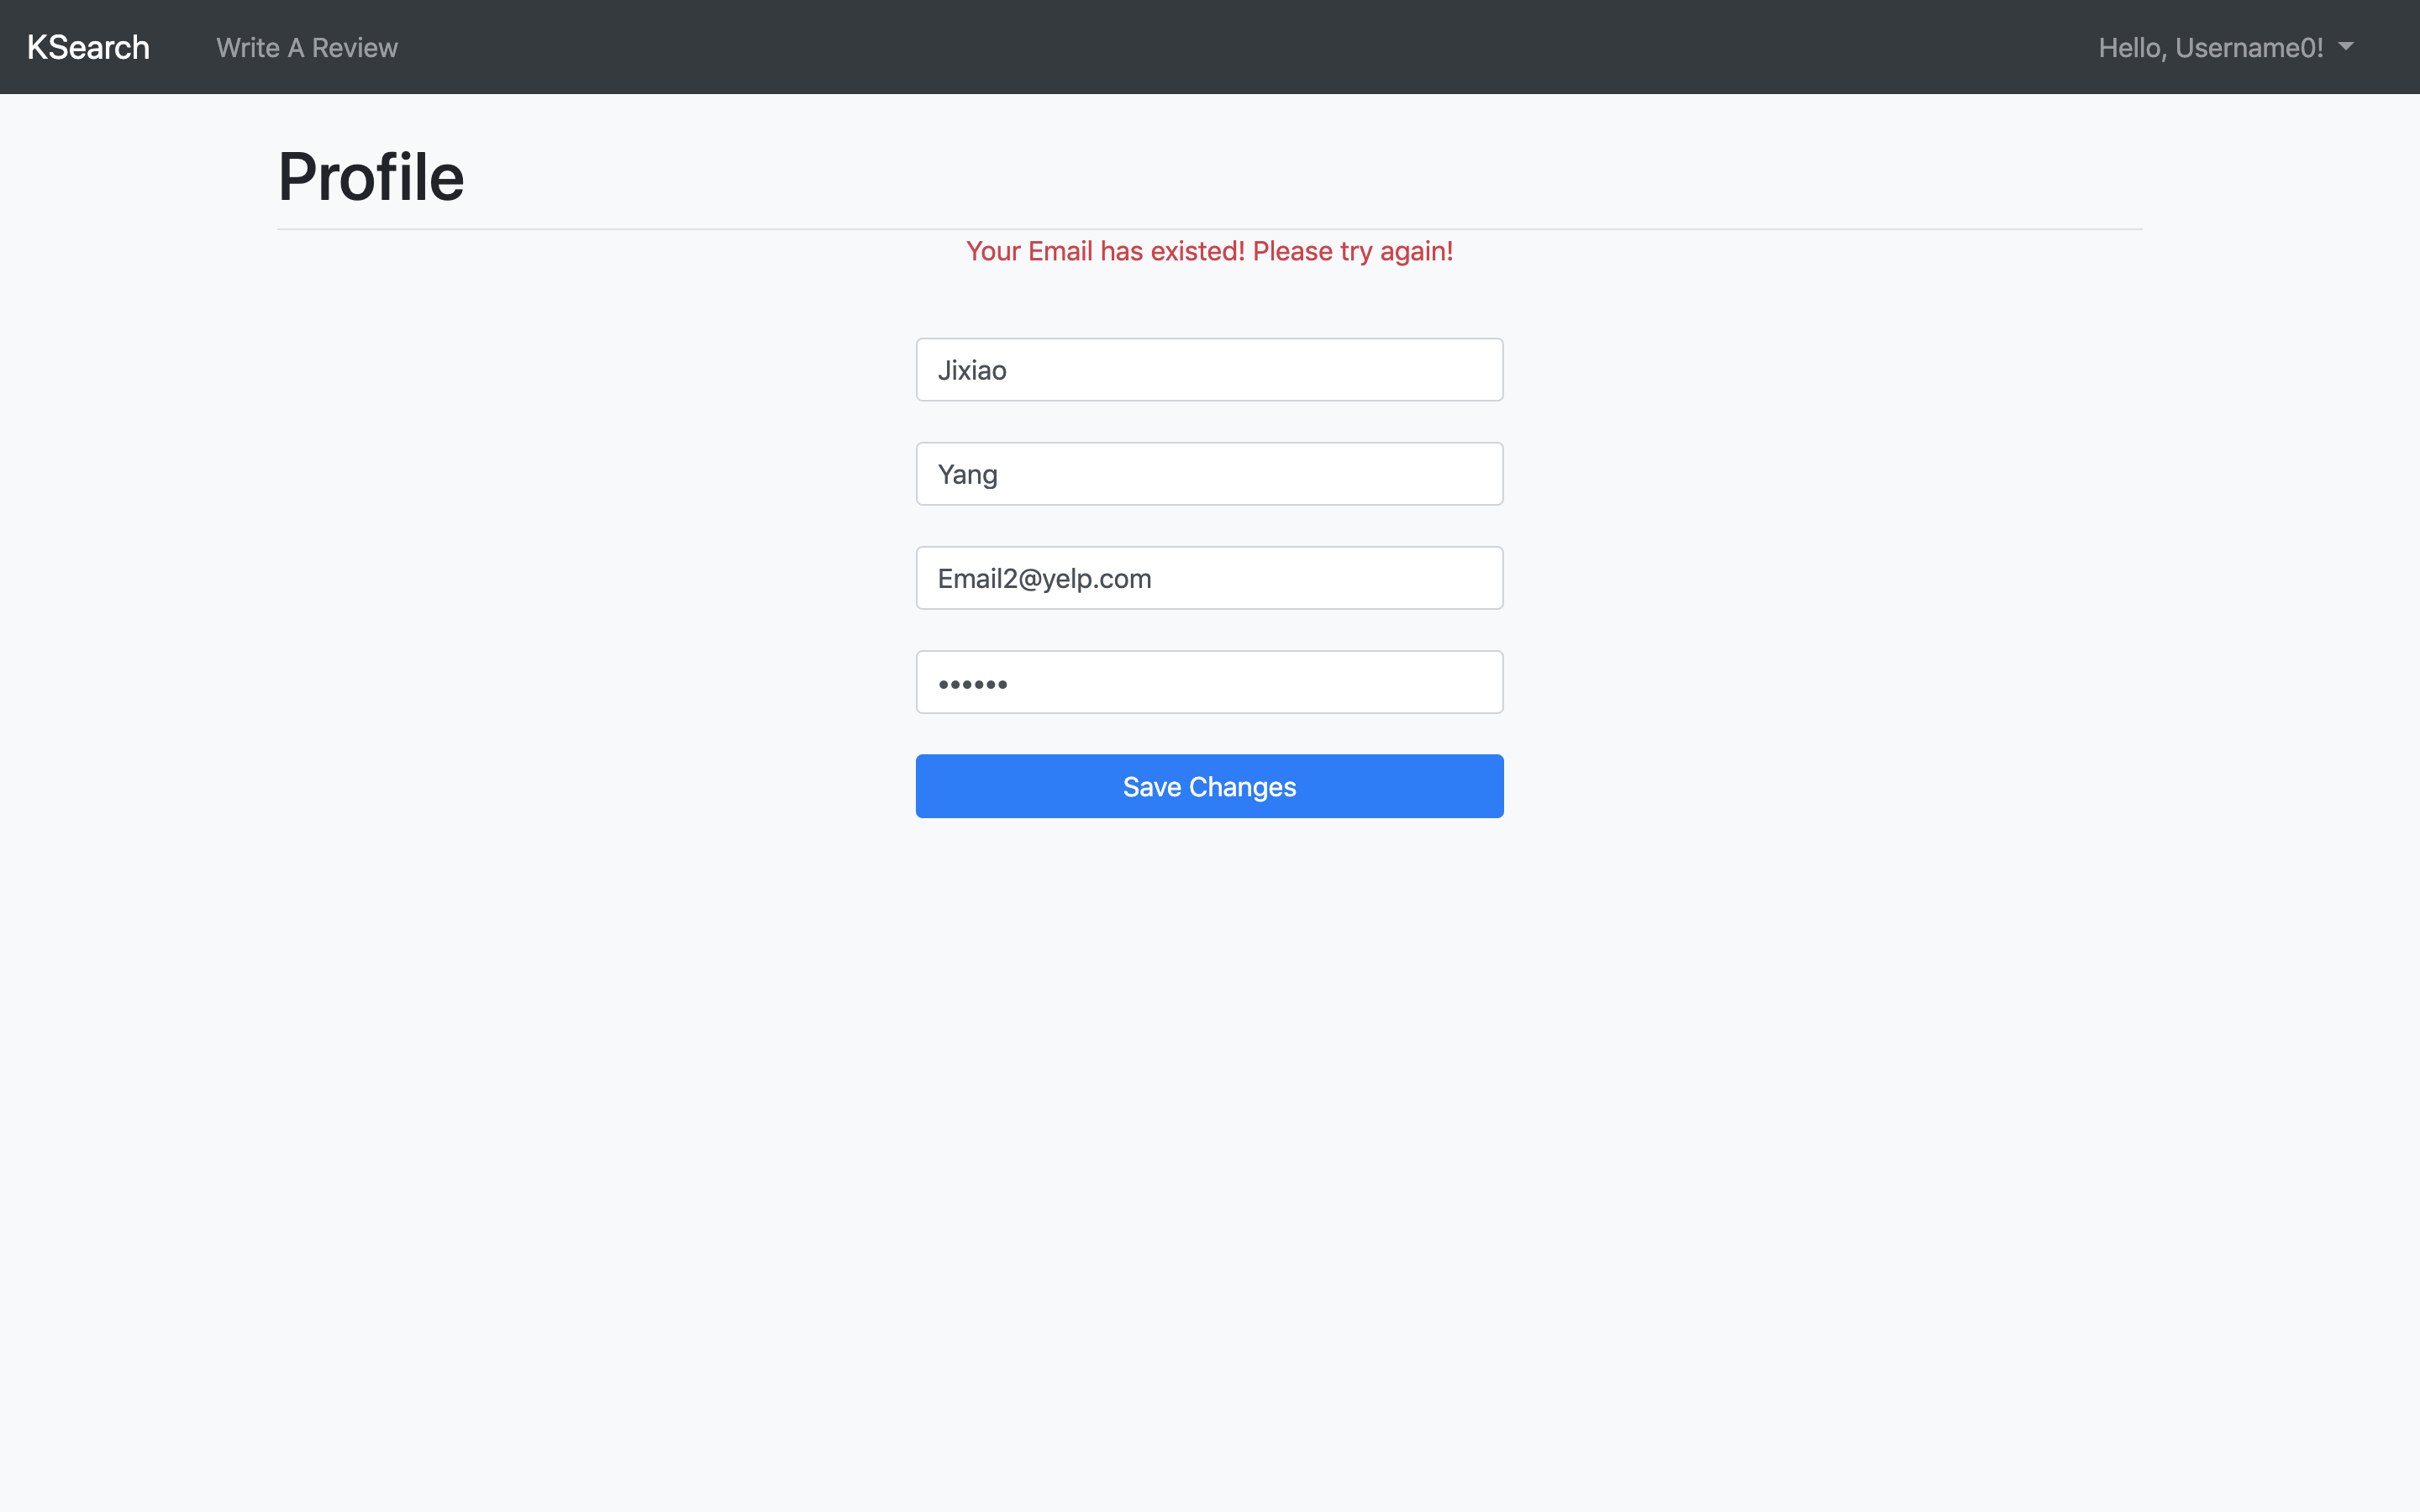 KSearch Write A Review Hello, Username0!
Profile
Your Email has existed! Please try again!
Jixiao
Yang
Email2@yelp.com
••••••
Save Changes